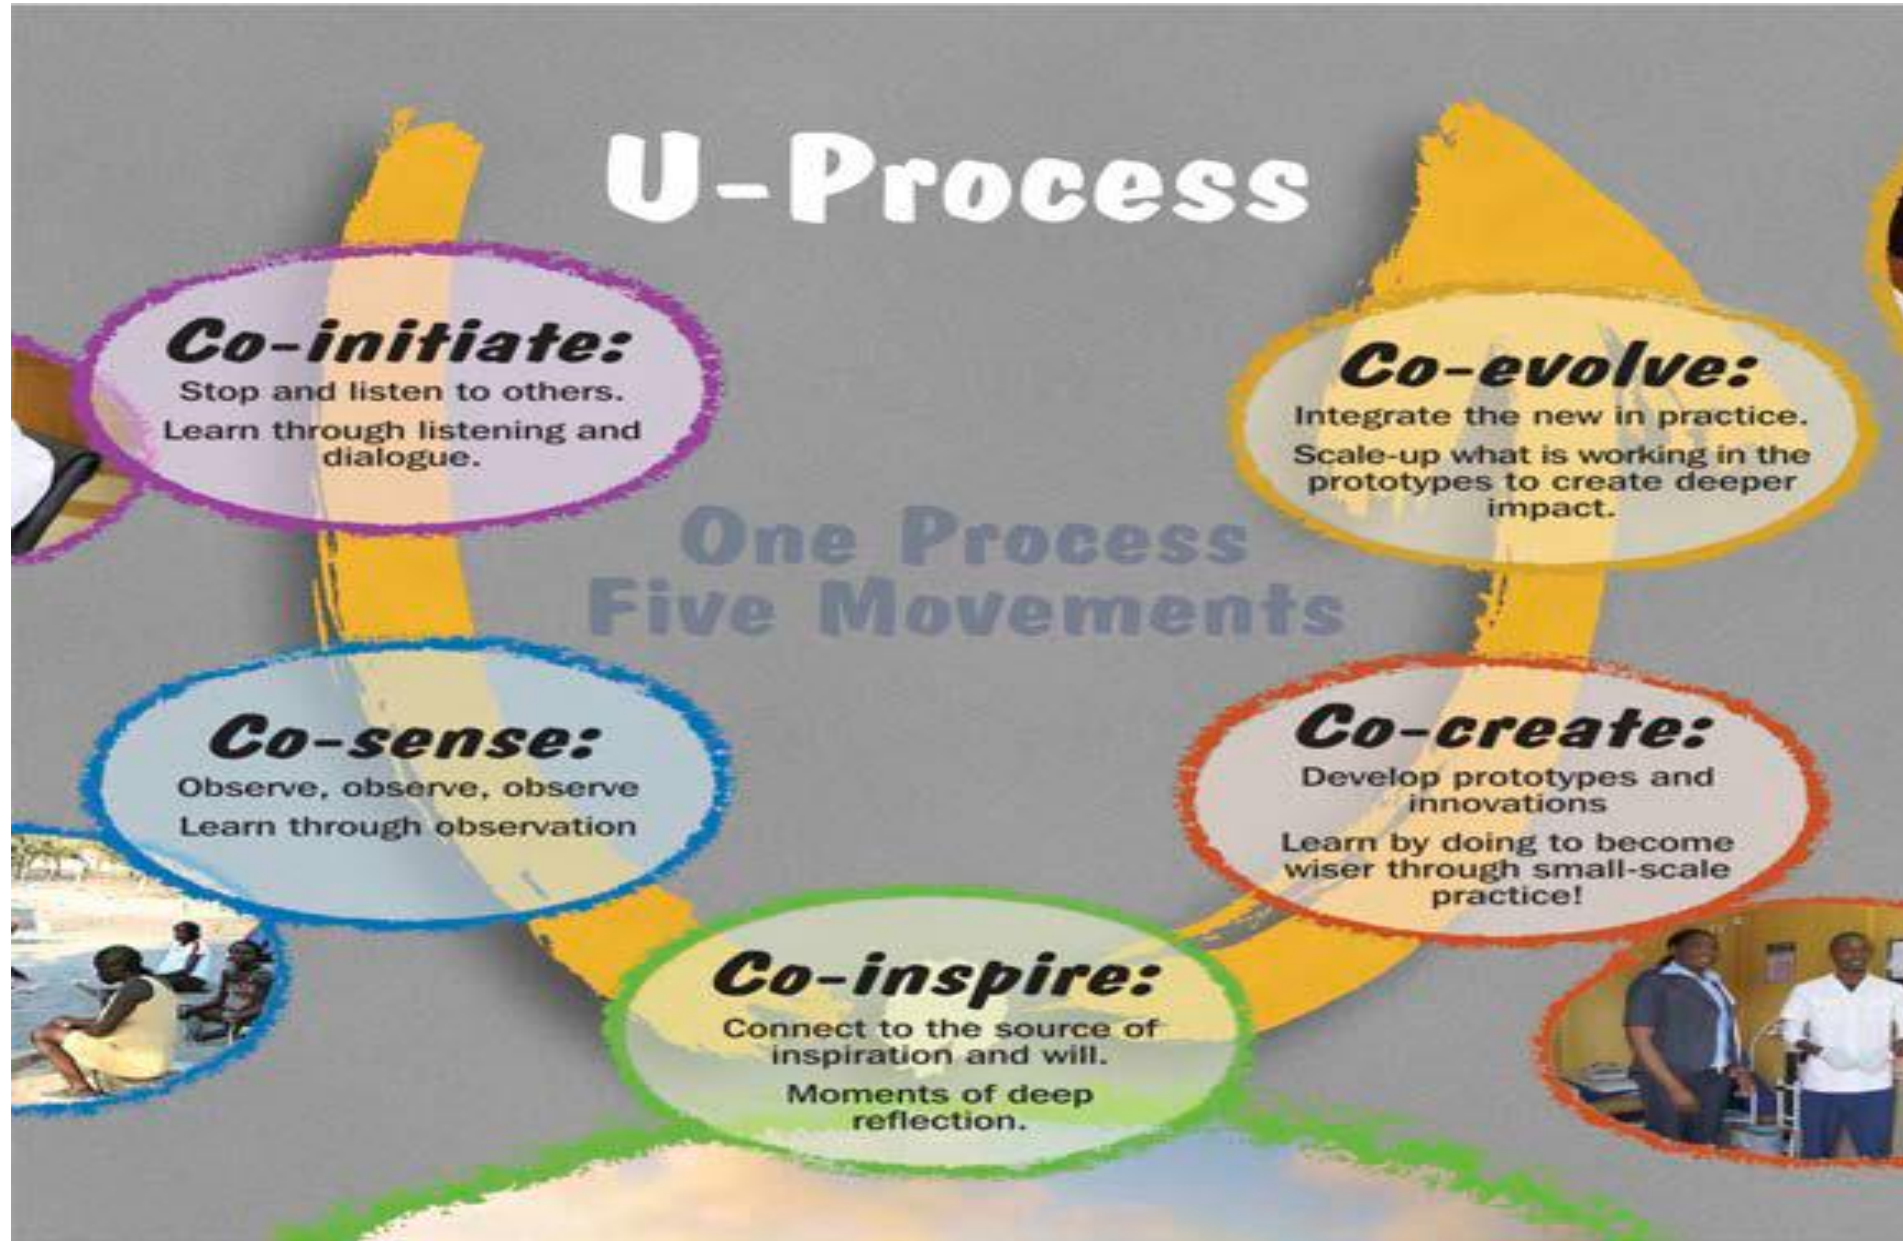 U-Process
Co-initiate:
Stop and listen to others.
Learn through listening and
dialogue.
Co-evolve:
Integrate the new in practice.
Scale-up what is working in the
prototypes to create deeper
impact.
One Process
Five Movements
Co-sense:
Observe, observe, observe
Learn through observation
Co-create:
Develop prototypes and
innovations
Learn by doing to become
wiser through small-scale
practice!
Co-inspire:
Connect to the source of
inspiration and will.
Moments of deep
reflection.